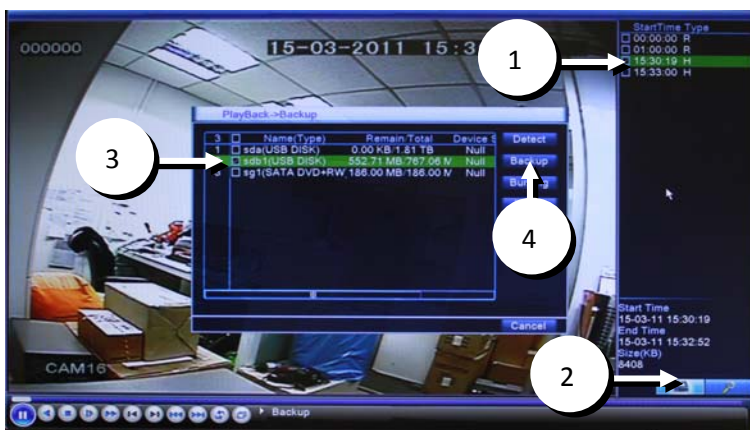 000000
15-03-2011 15:3
StartTime Type
00:00:00 R
01:00:00 R
15:30:19 H
15:33:00 H
1
PlayBack->Backup
3 Name(Type) Remain/Total Device S
1 sda(USB DISK) 0.00 KB/1.81 TB Null
sdb1(USB DISK) 552.71 MB/767.06 M Null
3 sg1(SATA DVD+RW 186.00 MB/186.00 M Null
Detect
Backup
3
4
Cancel
Start Time
15-03-11 15:30:19
End Time
15-03-11 15:32:52
Size(KB)
8408
2
CAM16
Backup